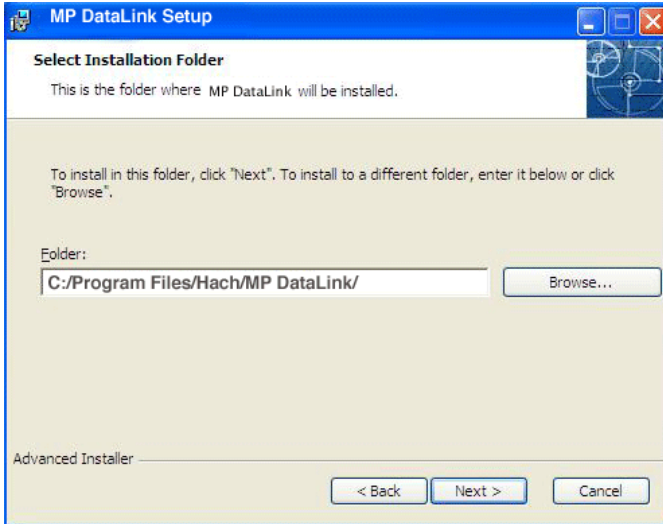 MP DataLink Setup
Select Installation Folder
This is the folder where MP DataLink will be installed.
To install in this folder, click "Next". To install to a different folder, enter it below or click
"Browse".
Folder:
C:/Program Files/Hach/MP DataLink/
Browse...
Advanced Installer
< Back
Next >
Cancel